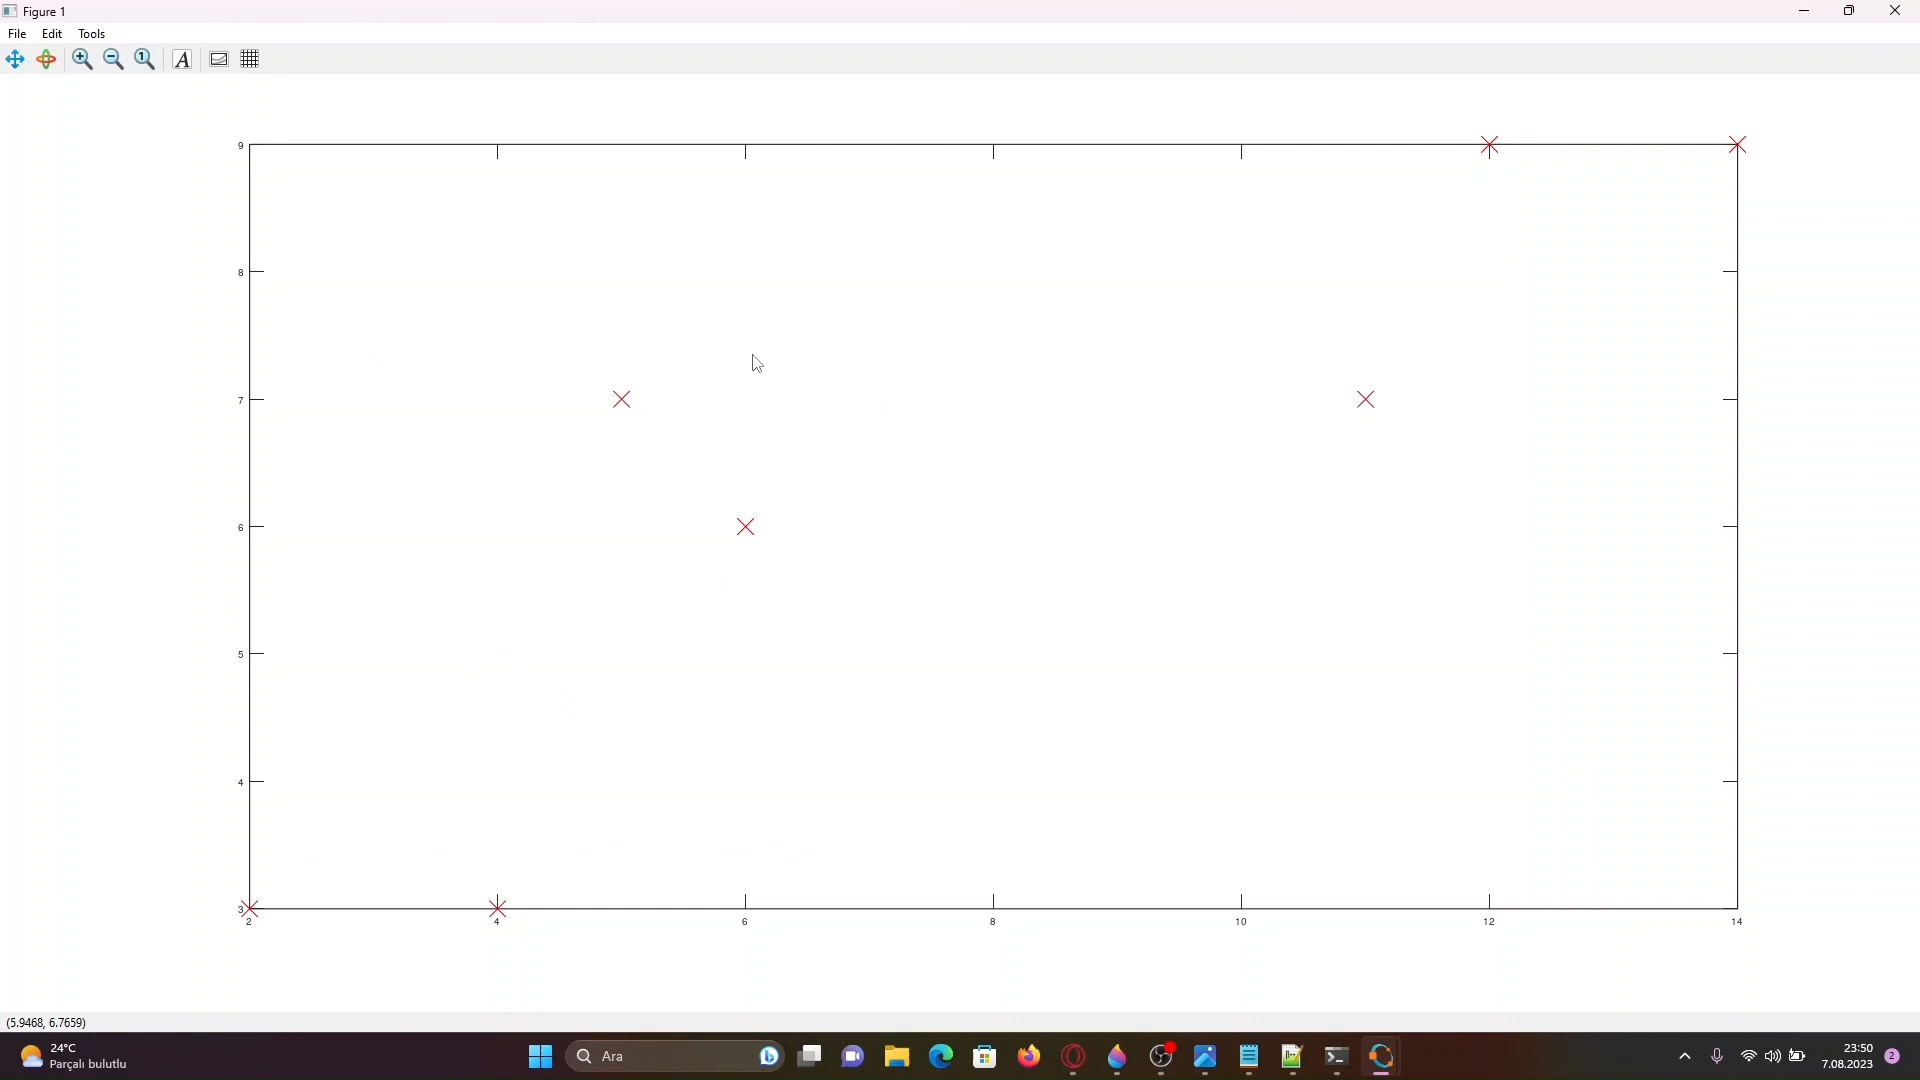 Figure 1
File Edit Tools
A
9
8
7
6
5
4
3
2 4 6 8 10 12 14
(5.9468, 6.7659)
24°C
Parçalı bulutlu
Ara
23:50
7.08.2023
2